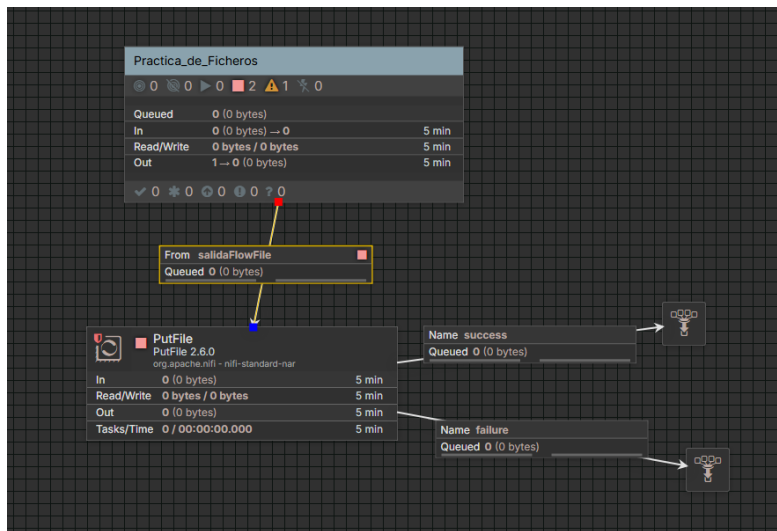 Practica_de_Ficheros
0 0 0 2 1 0
Queued 0 (0 bytes)
In 0 (0 bytes) → 0 5 min
Read/Write 0 bytes / 0 bytes 5 min
Out 1 → 0 (0 bytes) 5 min
0 0 0 0 ? 0
From salidaFlowFile
Queued 0 (0 bytes)
PutFile
PutFile 2.6.0
org.apache.nifi - nifi-standard-nar
In 0 (0 bytes) 5 min
Read/Write 0 bytes / 0 bytes 5 min
Out 0 (0 bytes) 5 min
Tasks/Time 0 / 00:00:00.000 5 min
Name success
Queued 0 (0 bytes)
Name failure
Queued 0 (0 bytes)